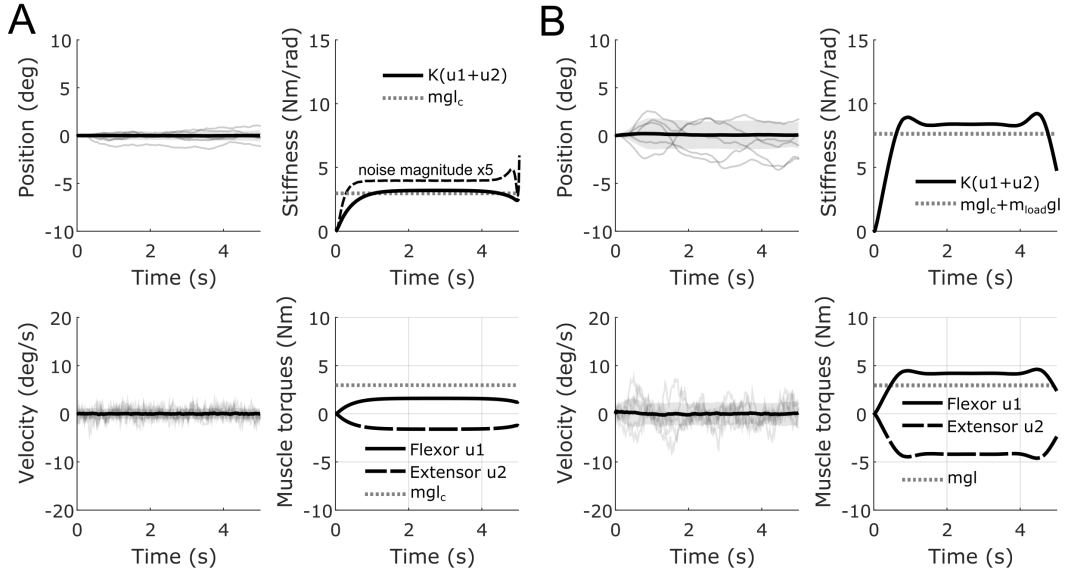 A
B
Position (deg)
10
5
0
-5
-10
0
2
4
Time (s)
Stiffness (Nm/rad)
15
10
5
0
K(u1+u2)
mglc
noise magnitude x5
0
2
4
Time (s)
Position (deg)
10
5
0
-5
-10
0
2
4
Time (s)
Stiffness (Nm/rad)
15
10
5
0
K(u1+u2)
mglc+mloadgl
0
2
4
Time (s)
Velocity (deg/s)
20
10
0
-10
-20
0
2
4
Time (s)
Muscle torques (Nm)
10
5
0
-5
-10
Flexor u1
Extensor u2
mglc
0
2
4
Time (s)
Velocity (deg/s)
20
10
0
-10
-20
0
2
4
Time (s)
Muscle torques (Nm)
10
5
0
-5
-10
Flexor u1
Extensor u2
mgl
0
2
4
Time (s)